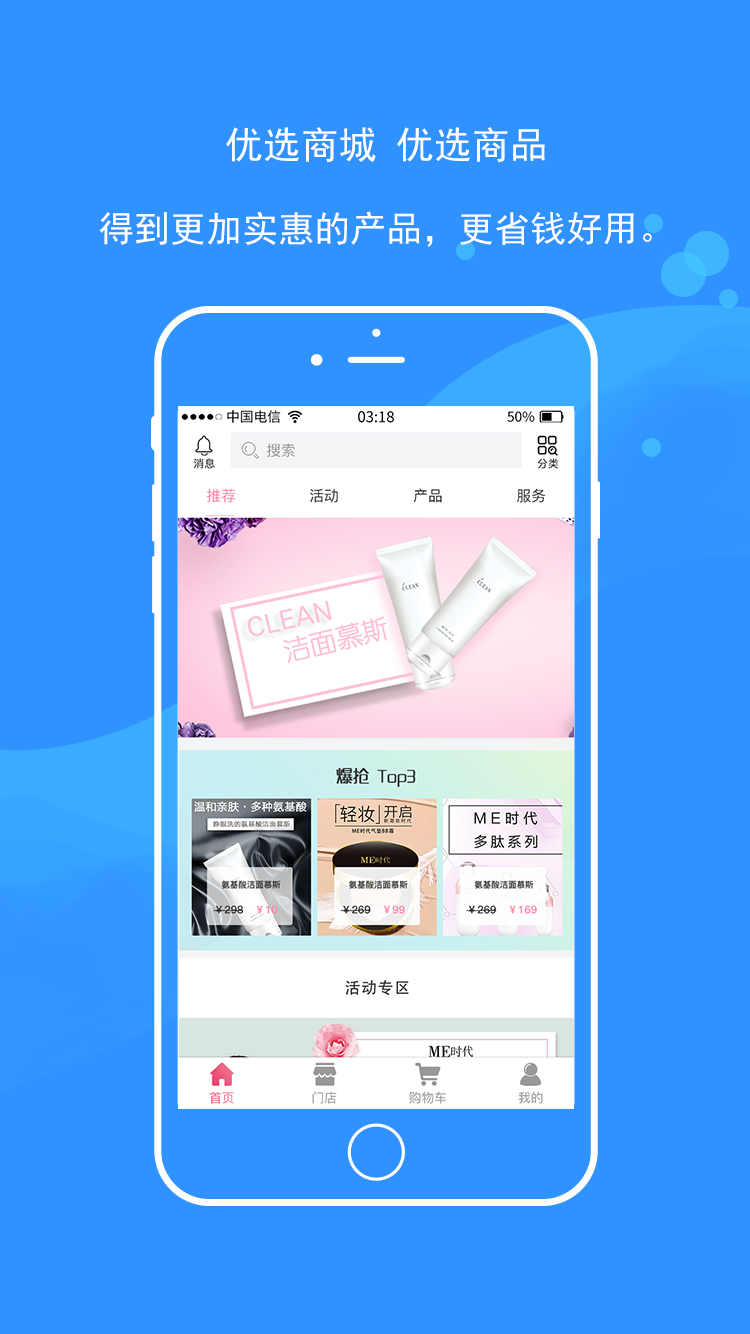 优选商城 优选商品
得到更加实惠的产品，更省钱好用。
中国电信 03:18 50%
消息 搜索 分类
推荐 活动 产品 服务
CLEAN
洁面慕斯
CLEAN CLEAN
爆抢 Top3
温和亲肤·多种氨基酸
睁眼洗的氨基酸洁面慕斯
氨基酸洁面慕斯
￥298 ￥10
「轻妆」开启
ME时代气垫BB霜
ME时代
氨基酸洁面慕斯
￥269 ￥99
ME时代
多肽系列
氨基酸洁面慕斯
￥269 ￥169
活动专区
ME时代
首页 门店 购物车 我的